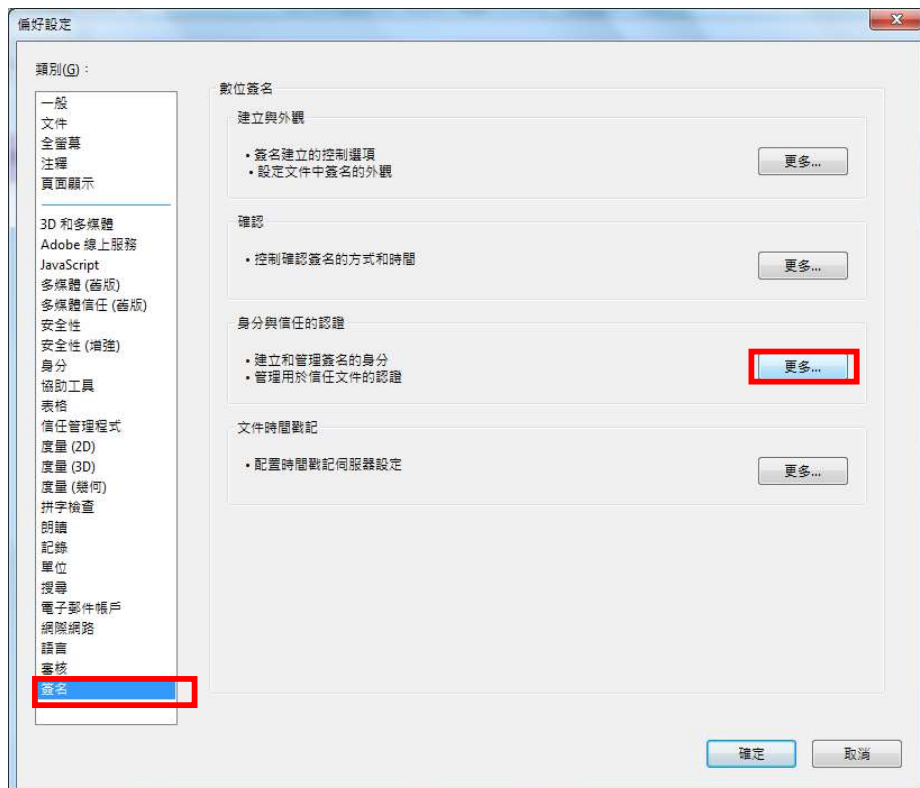 偏好設定
類別(G)：
一般
文件
全螢幕
注釋
頁面顯示
3D 和多媒體
Adobe 線上服務
JavaScript
多媒體 (舊版)
多媒體信任 (舊版)
安全性
安全性 (增強)
身分
協助工具
表格
信任管理程式
度量 (2D)
度量 (3D)
度量 (幾何)
拼字檢查
朗讀
記錄
單位
搜尋
電子郵件帳戶
網際網路
語言
審核
簽名
數位簽名
建立與外觀
• 簽名建立的控制選項
• 設定文件中簽名的外觀
更多...
確認
• 控制確認簽名的方式和時間
更多...
身分與信任的認證
• 建立和管理簽名的身分
• 管理用於信任文件的認證
更多...
文件時間戳記
• 配置時間戳記伺服器設定
更多...
確定
取消